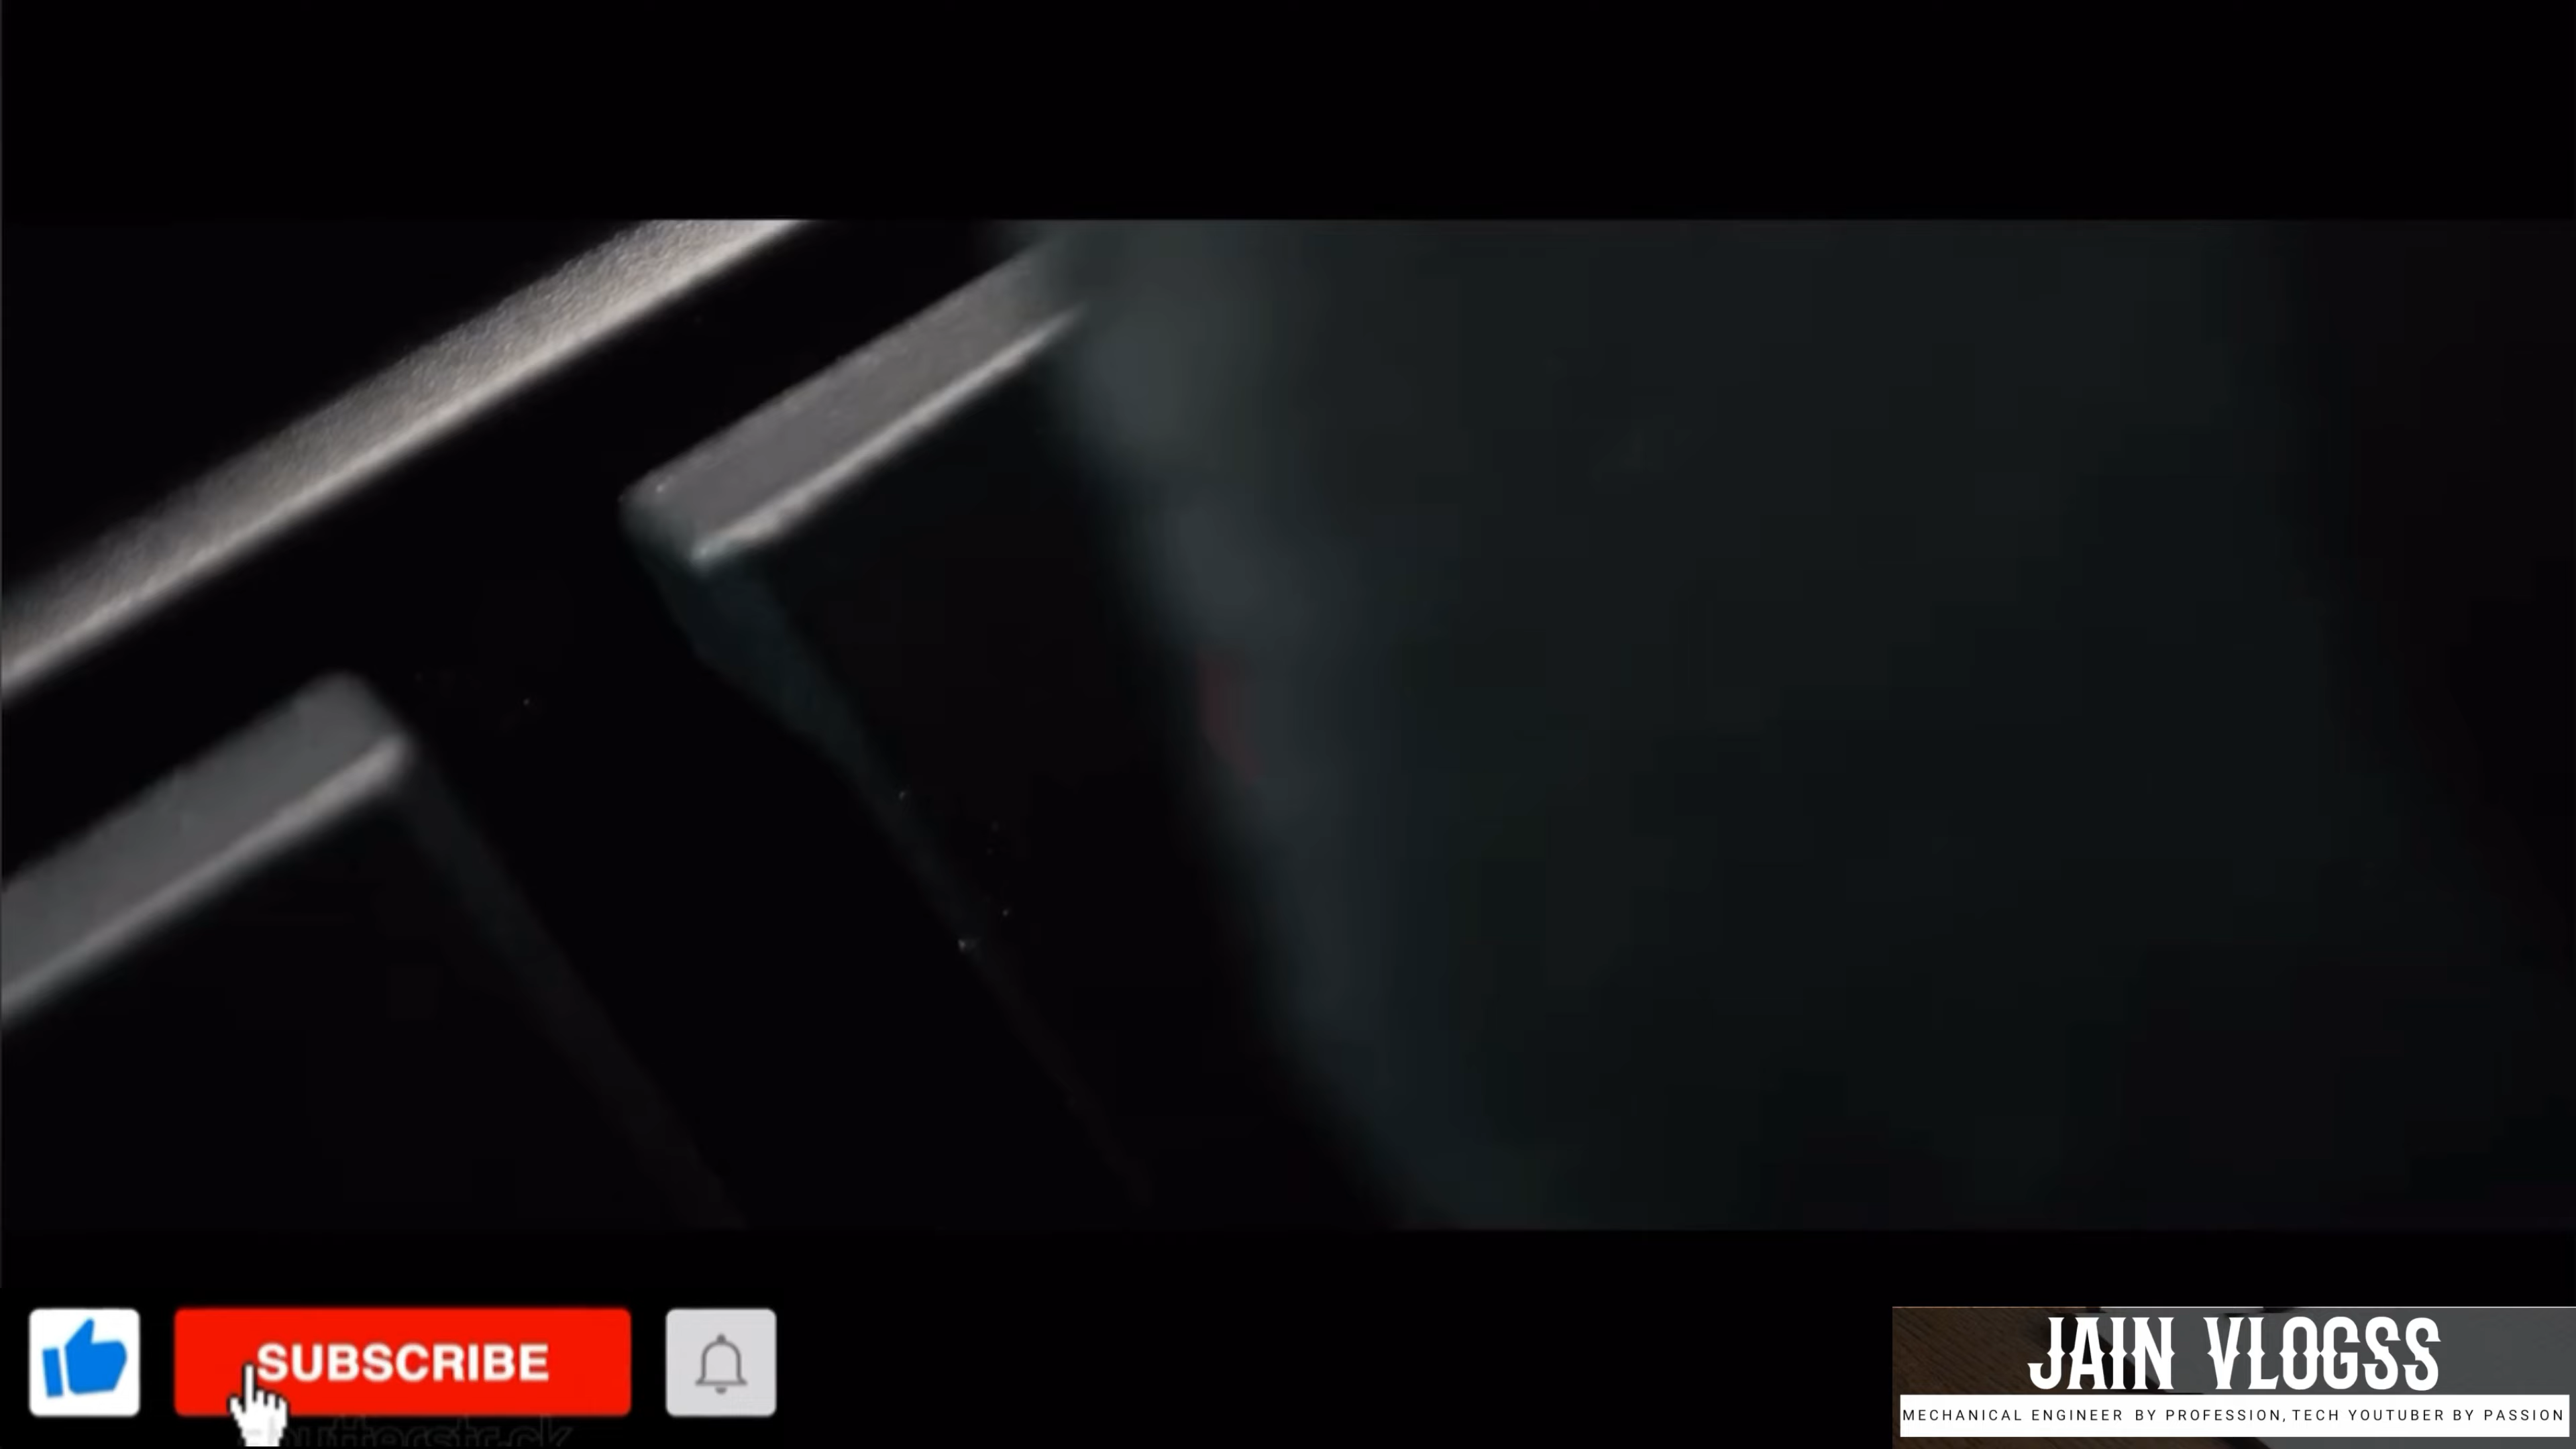 SUBSCRIBE
JAIN VLOGSS
MECHANICAL ENGINEER BY PROFESSION, TECH YOUTUBER BY PASSION